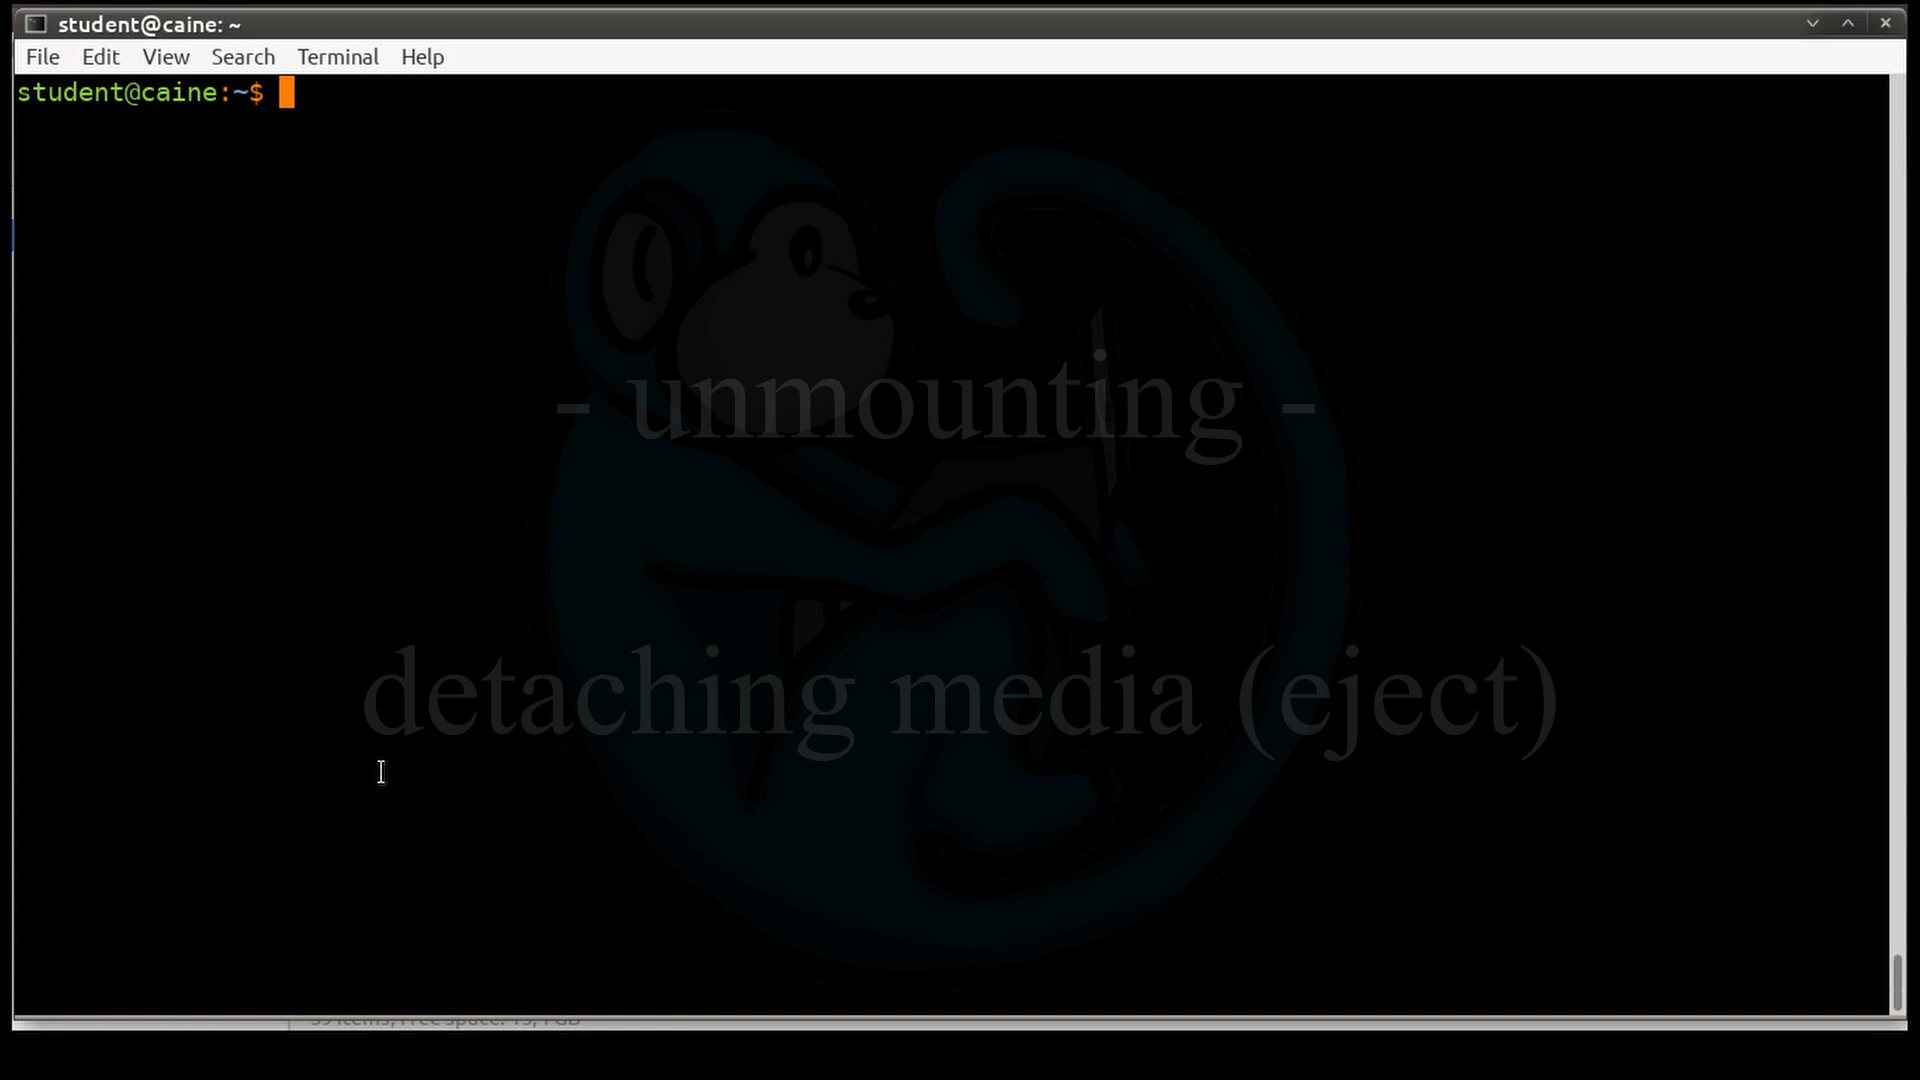 student@caine: ~
File Edit View Search Terminal Help
student@caine:~$
- unmounting -
detaching media (eject)